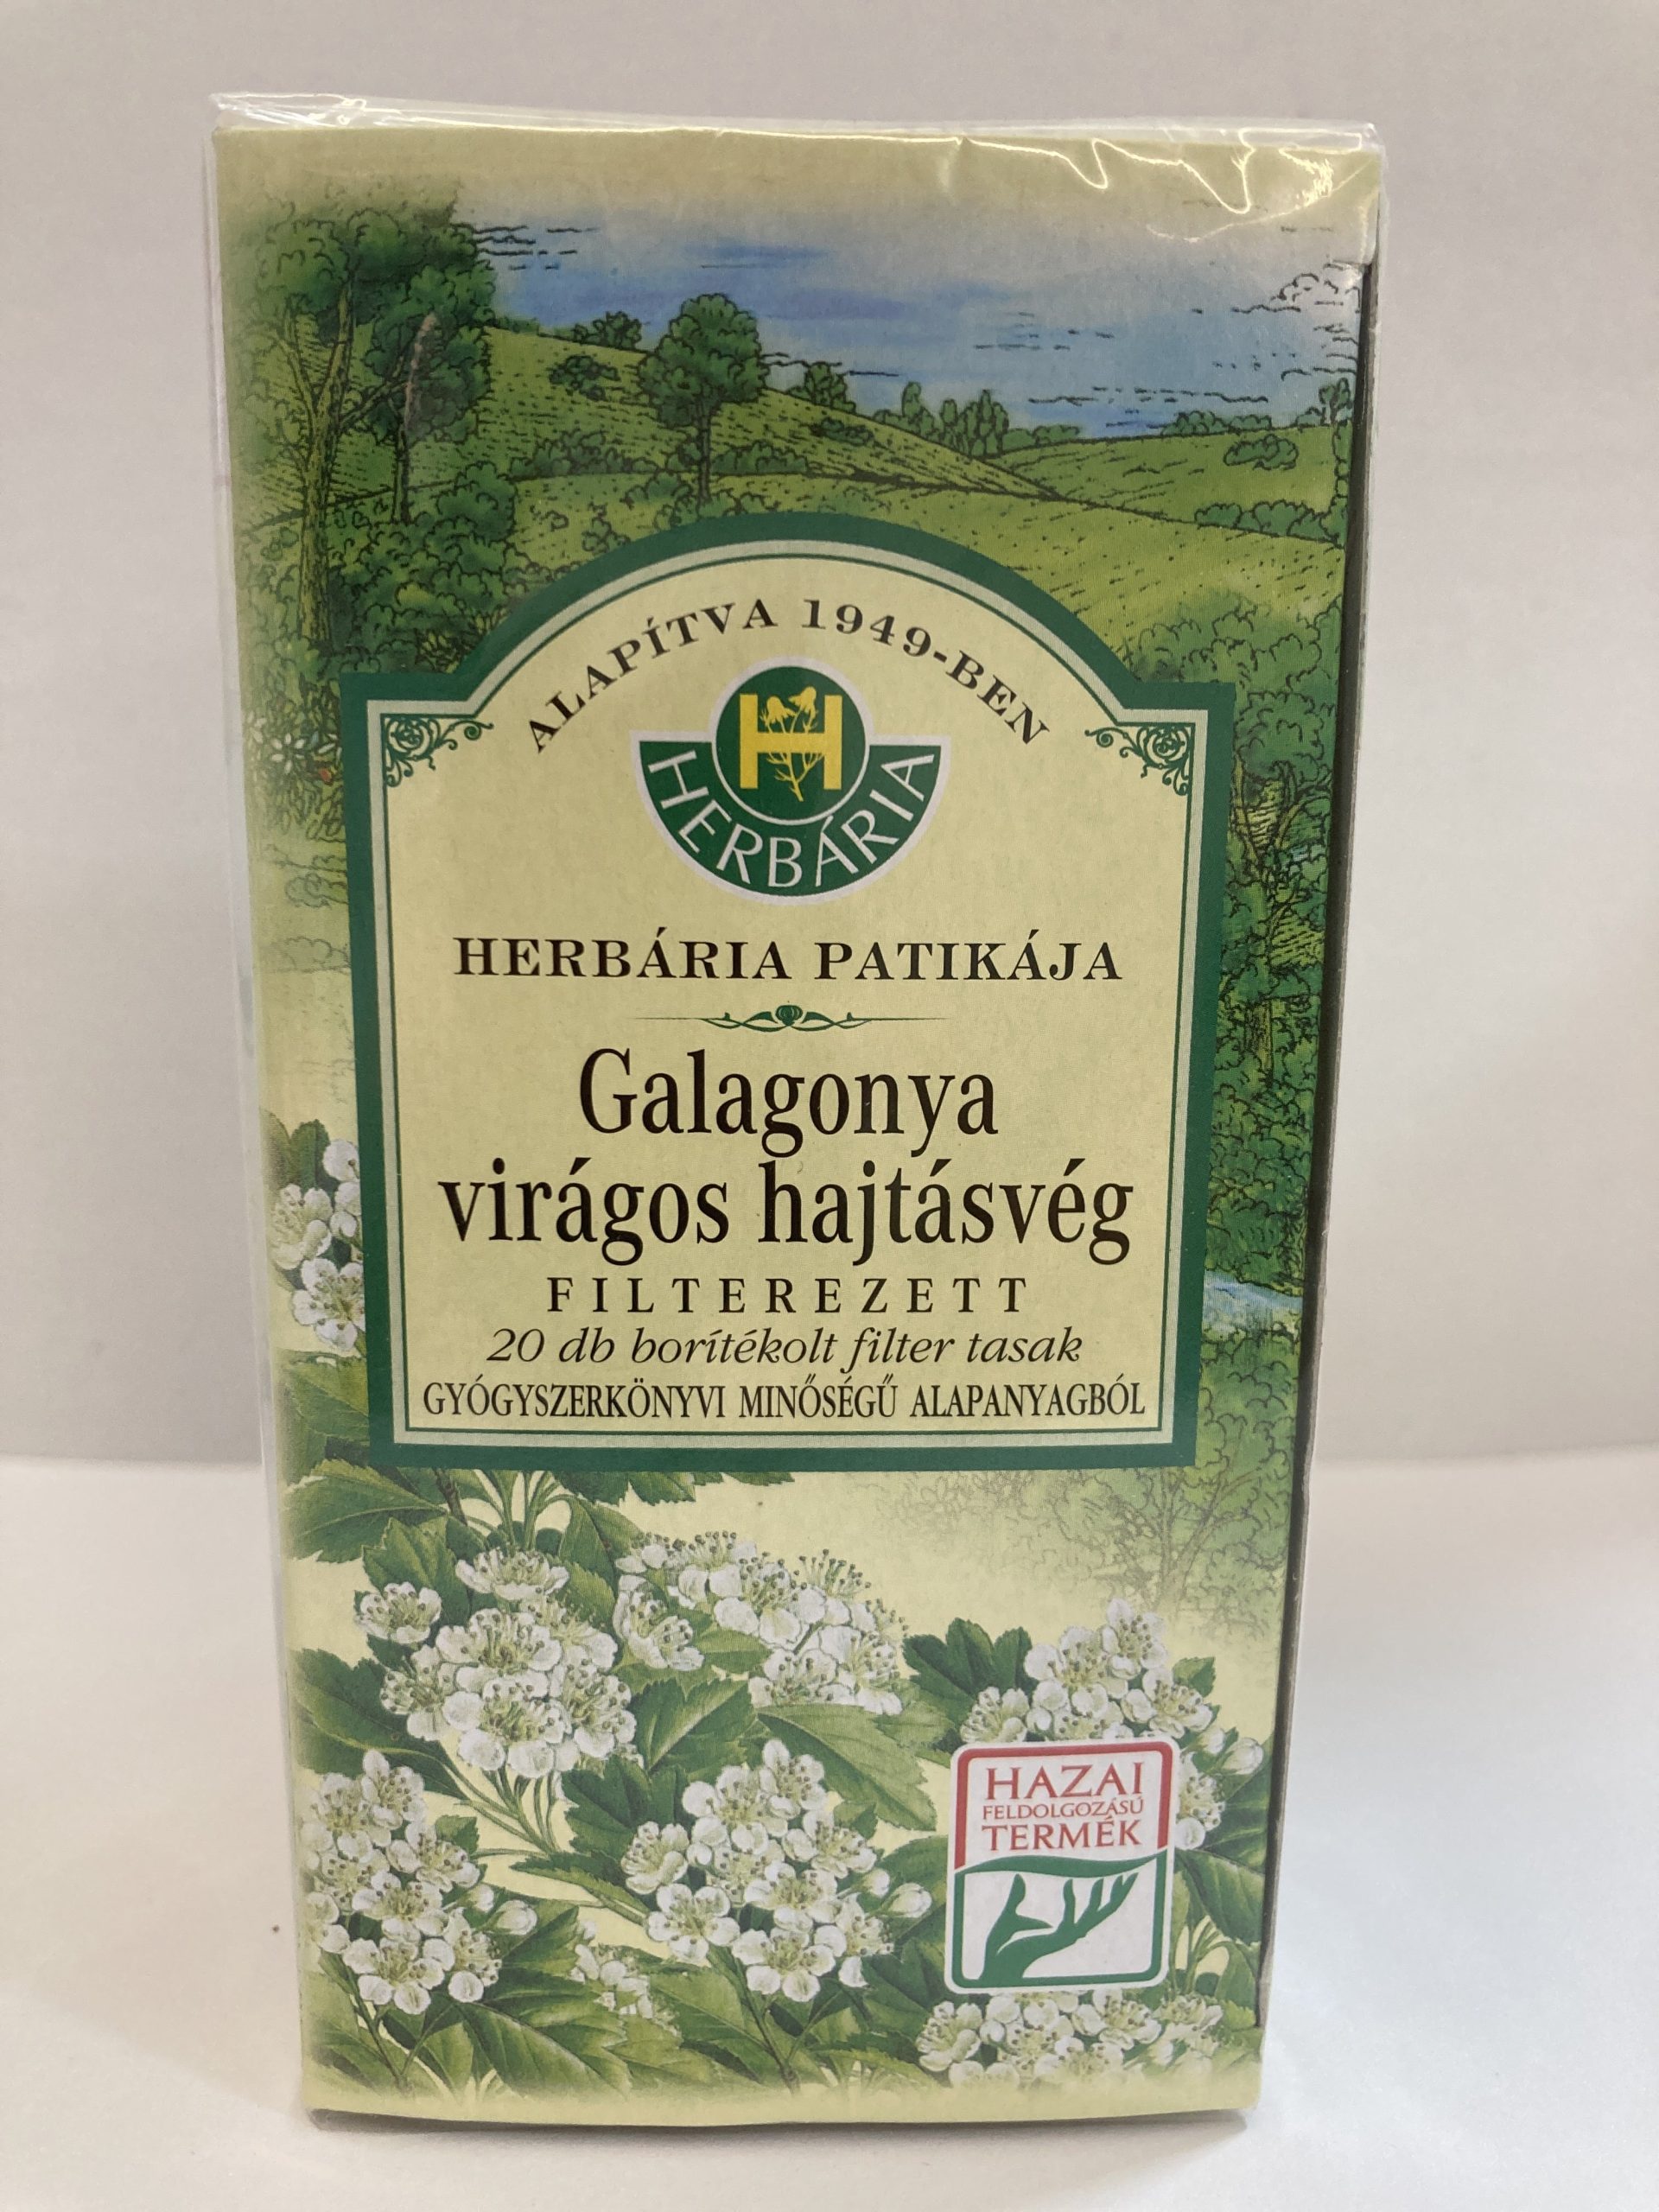 ALAPÍTVA 1949-BEN
H
HERBÁRIA
HERBÁRIA PATIKÁJA
Galagonya
virágos hajtásvég
FILTEREZETT
20 db borítékolt filter tasak
GYÓGYSZERKÖNYVI MINŐSÉGŰ ALAPANYAGBÓL
HAZAI
FELDOLGOZÁSÚ
TERMÉK